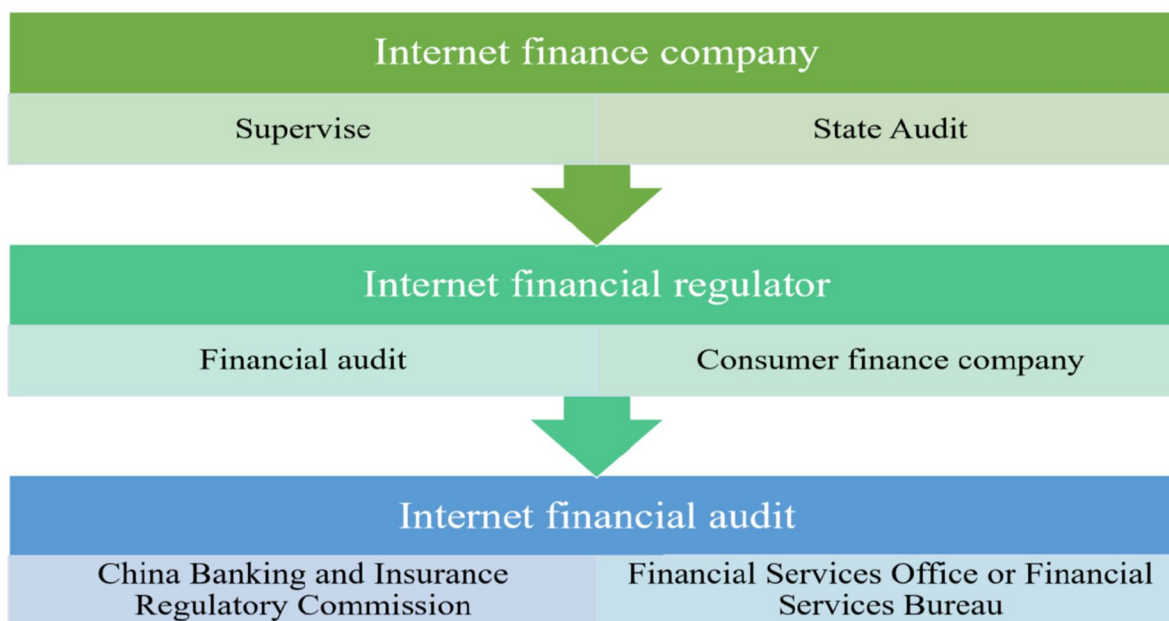 Internet finance company
Supervise
State Audit
Internet financial regulator
Financial audit
Consumer finance company
Internet financial audit
China Banking and Insurance
Regulatory Commission
Financial Services Office or Financial
Services Bureau